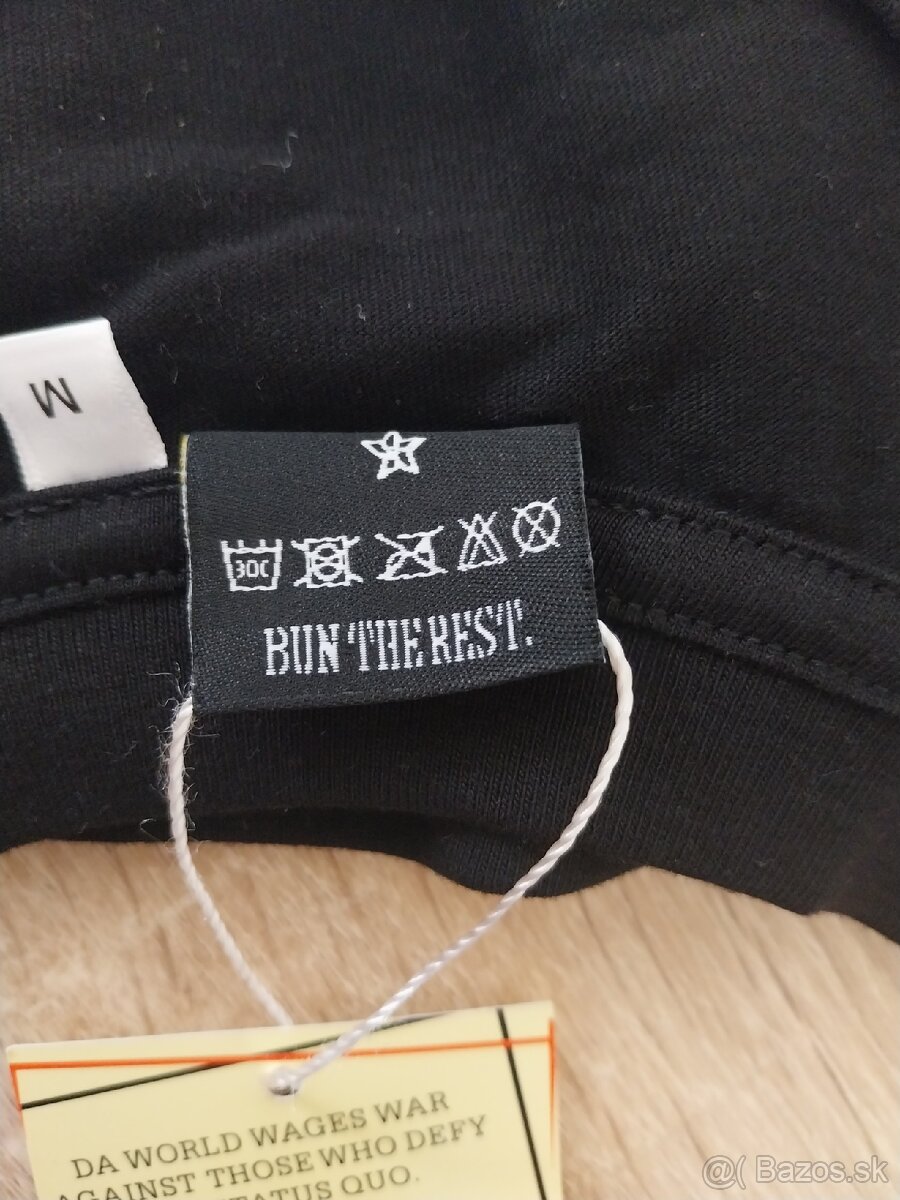 M
30C
BUN THE REST.
DA WORLD WAGES WAR
AGAINST THOSE WHO DEFY
STATUS QUO.
@( Bazos.sk